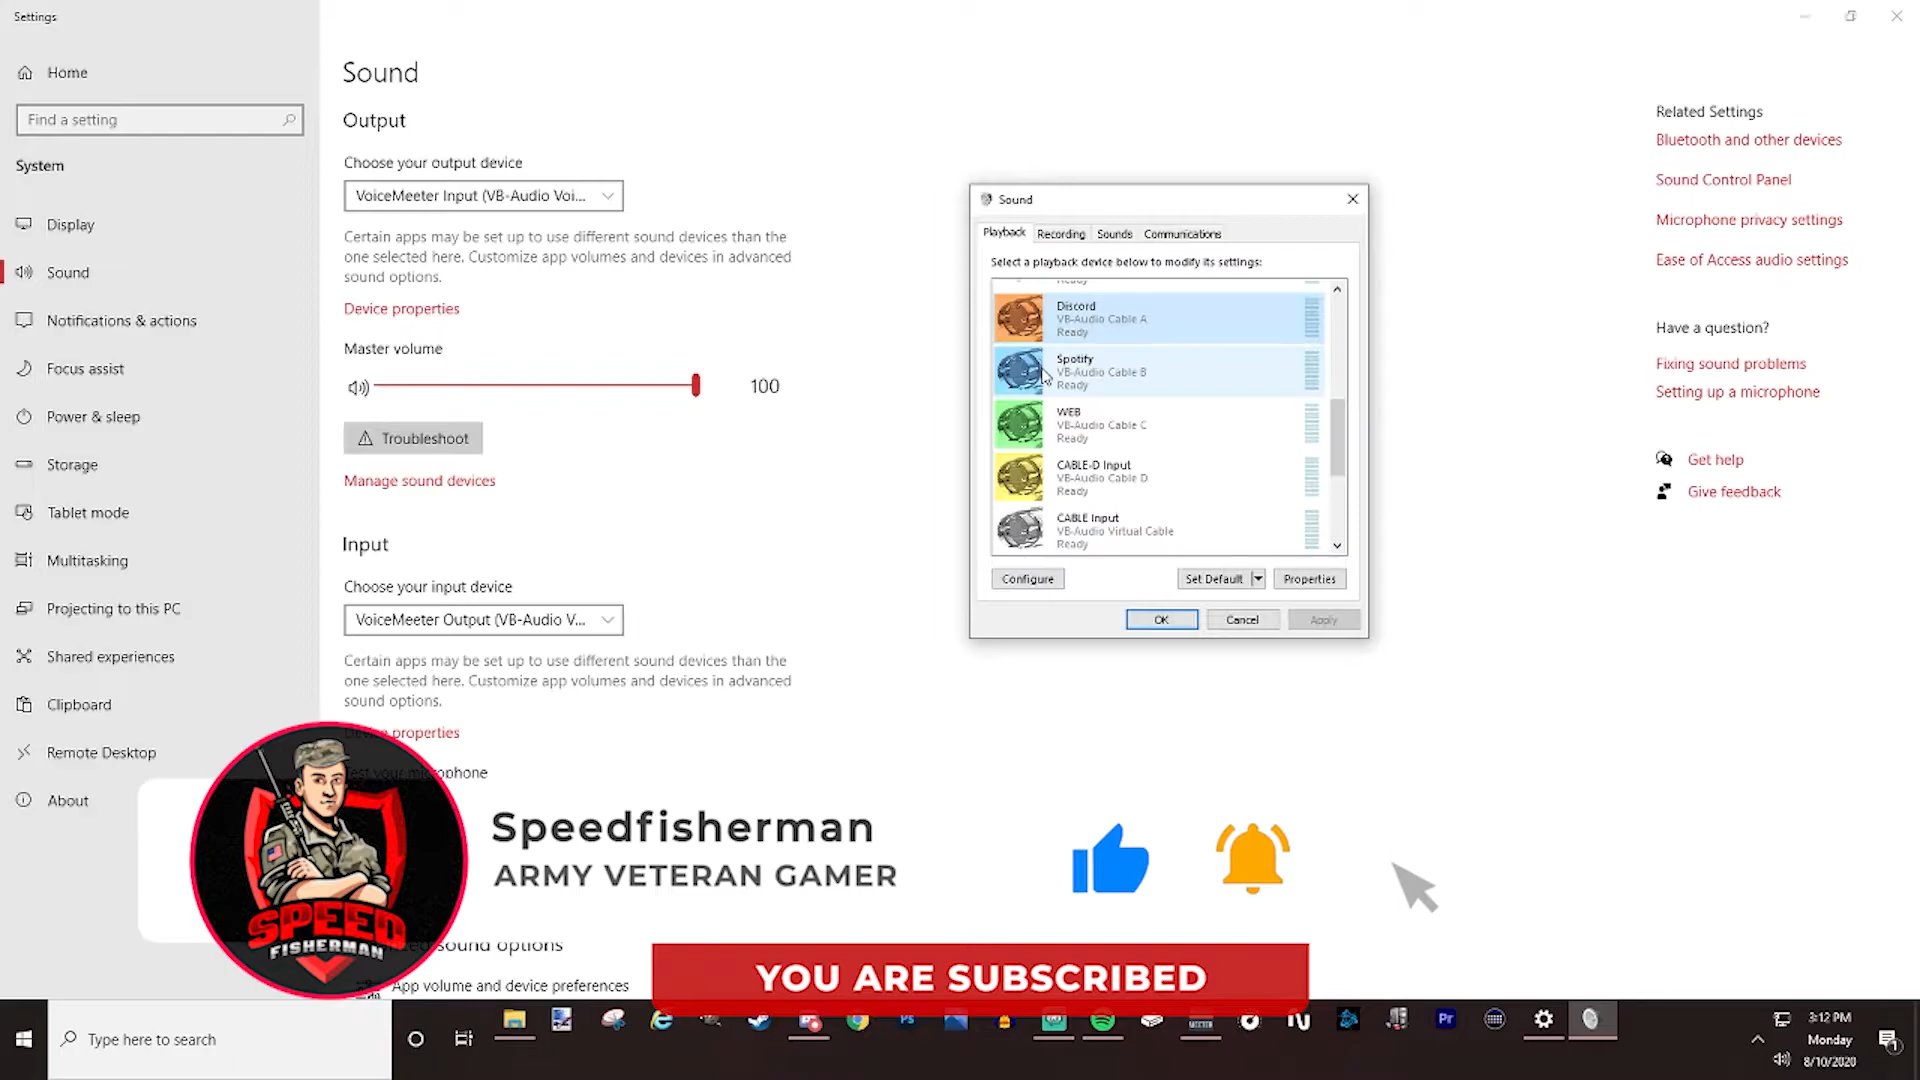 Settings
Home
Find a setting
System
Display
Sound
Notifications & actions
Focus assist
Power & sleep
Storage
Tablet mode
Multitasking
Projecting to this PC
Shared experiences
Clipboard
Remote Desktop
About
Sound
Output
Choose your output device
VoiceMeeter Input (VB-Audio Voi...
Certain apps may be set up to use different sound devices than the
one selected here. Customize app volumes and devices in advanced
sound options.
Device properties
Master volume
100
Troubleshoot
Manage sound devices
Input
Choose your input device
VoiceMeeter Output (VB-Audio V...
Certain apps may be set up to use different sound devices than the
one selected here. Customize app volumes and devices in advanced
sound options.
properties
microphone
sound options
App volume and device preferences
Sound
Playback Recording Sounds Communications
Select a playback device below to modify its settings:
Ready
Discord
VB-Audio Cable A
Ready
Spotify
VB-Audio Cable B
Ready
WEB
VB-Audio Cable C
Ready
CABLE-D Input
VB-Audio Cable D
Ready
CABLE Input
VB-Audio Virtual Cable
Ready
Configure Set Default Properties
OK Cancel Apply
Related Settings
Bluetooth and other devices
Sound Control Panel
Microphone privacy settings
Ease of Access audio settings
Have a question?
Fixing sound problems
Setting up a microphone
Get help
Give feedback
SPEED
FISHERMAN
Speedfisherman
ARMY VETERAN GAMER
YOU ARE SUBSCRIBED
Type here to search
Ps
Pr
3:12 PM
Monday
8/10/2020
1